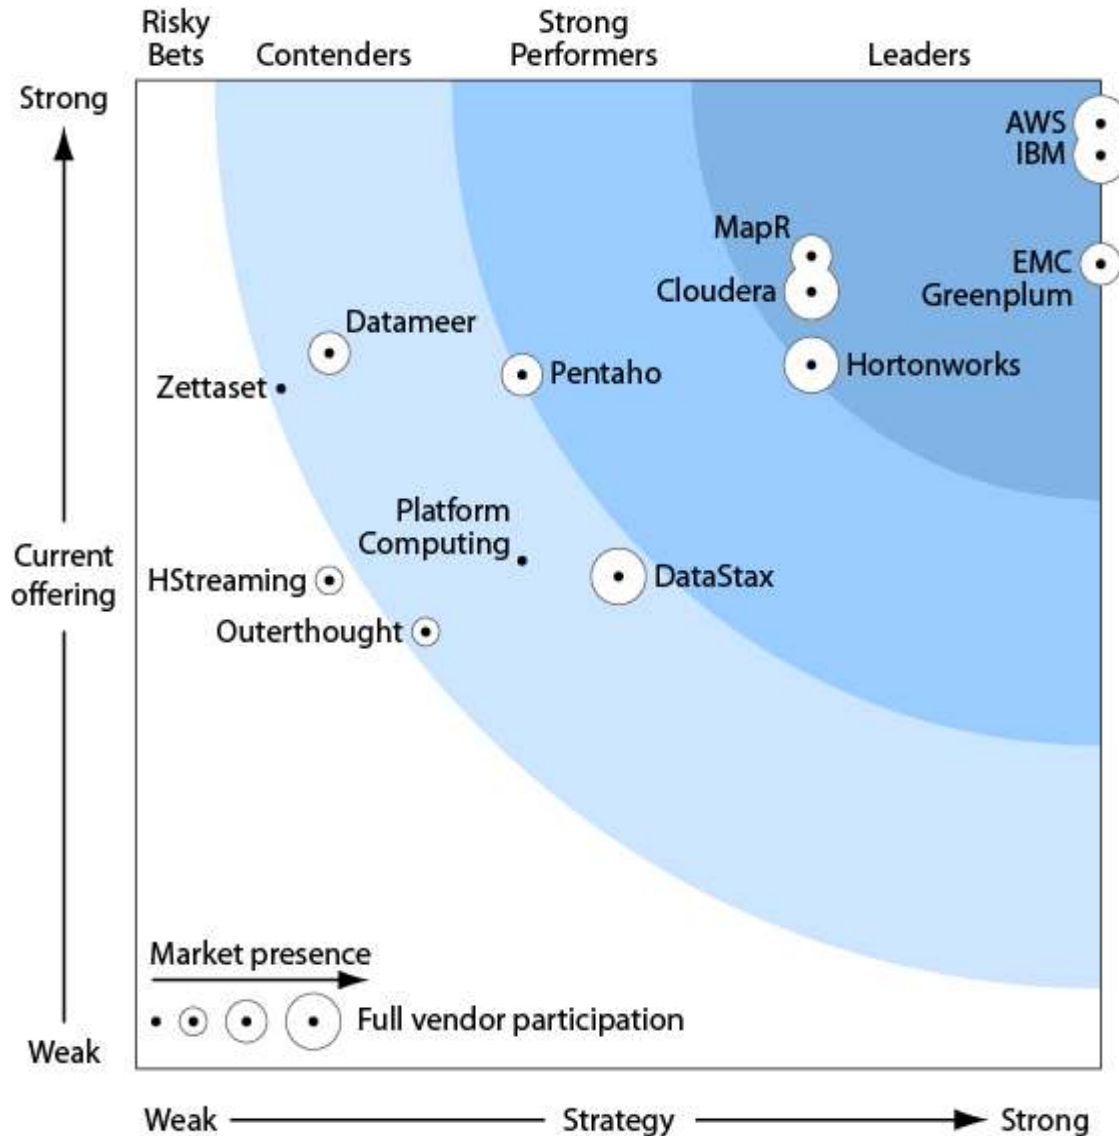 Risky
Bets
Contenders
Strong
Performers
Leaders
Strong
AWS
IBM
MapR
EMC
Greenplum
Cloudera
Datameer
Hortonworks
Pentaho
Zettaset
Platform
Computing
Current
offering
HStreaming
DataStax
Outerthought
Market presence
Full vendor participation
Weak
Weak
Strategy
Strong